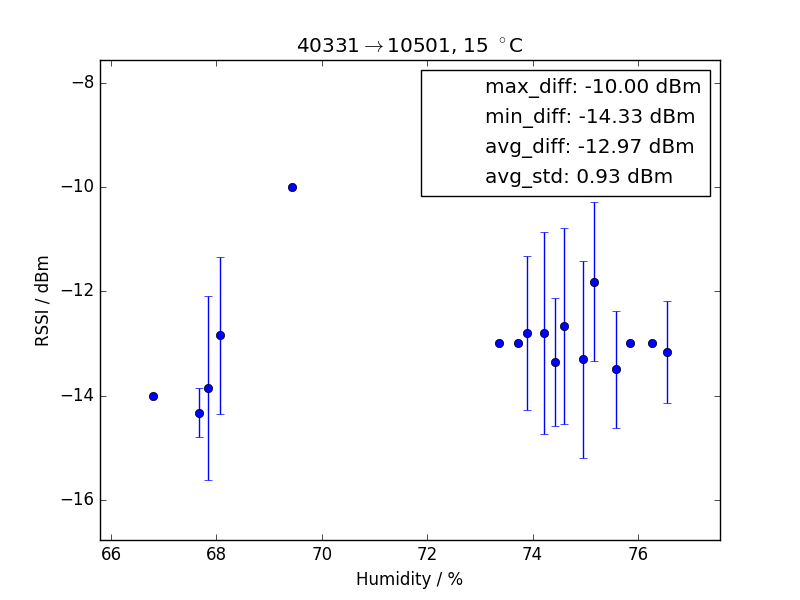 40331→10501, 15 °C
max_diff: -10.00 dBm
min_diff: -14.33 dBm
avg_diff: -12.97 dBm
avg_std: 0.93 dBm
−8
−10
−12
−14
−16
RSSI / dBm
66 68 70 72 74 76
Humidity / %